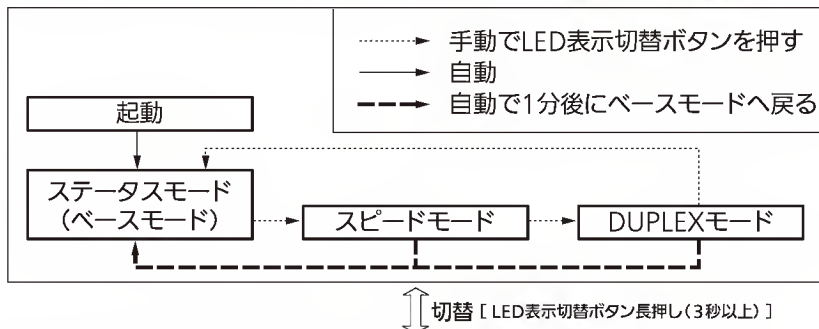 手動でLED表示切替ボタンを押す
自動
自動で1分後にベースモードへ戻る
起動
ステータスモード
(ベースモード)
スピードモード
DUPLEXモード
切替 [ LED表示切替ボタン長押し(3秒以上) ]